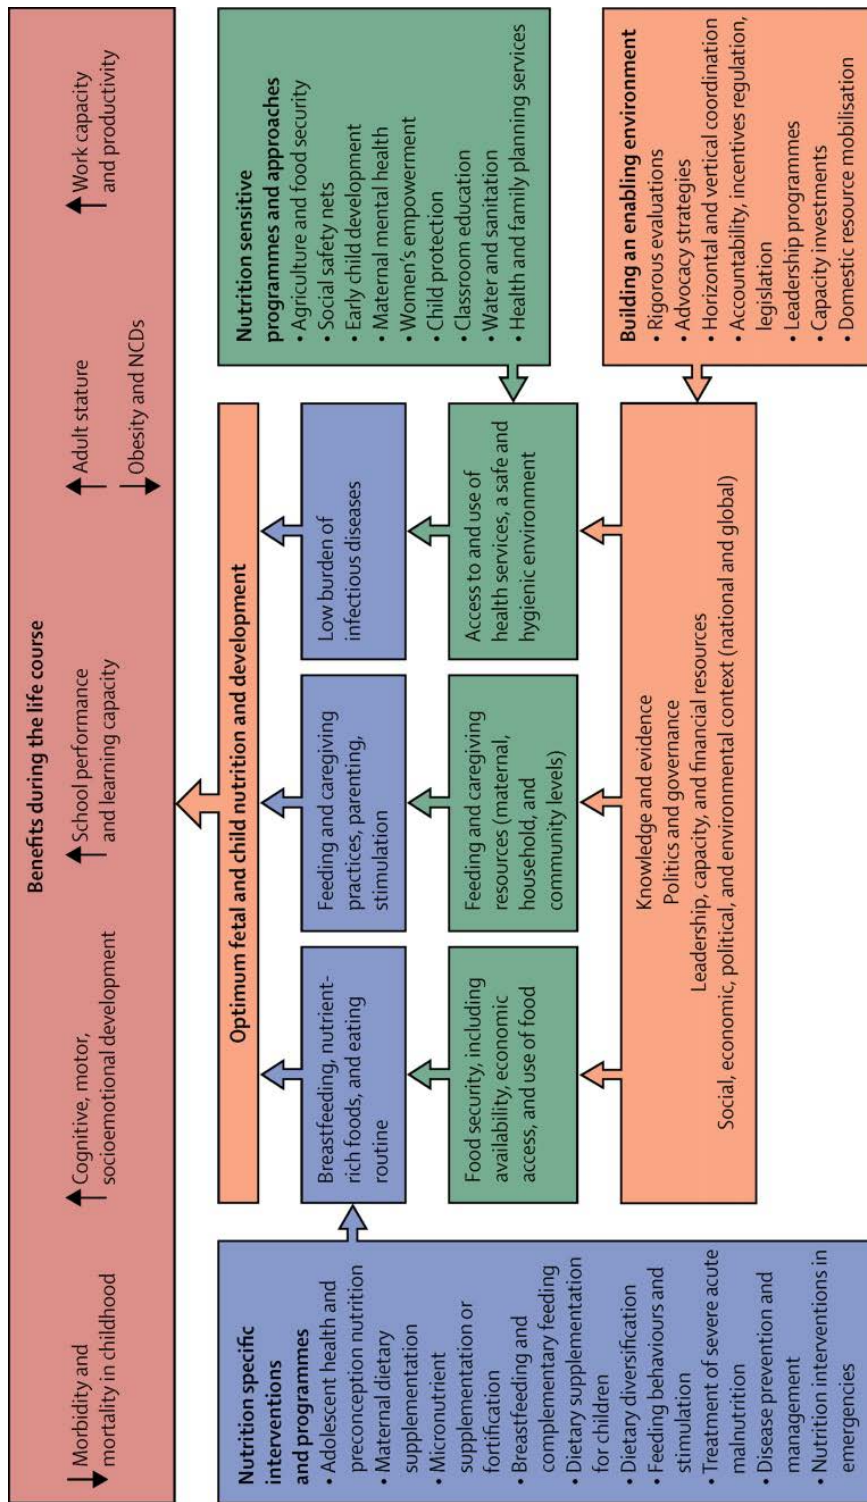 Benefits during the life course
Morbidity and
mortality in childhood
Cognitive, motor,
socioemotional development
School performance
and learning capacity
Adult stature
Obesity and NCDs
Work capacity
and productivity
Nutrition specific
interventions
and programmes
• Adolescent health and
preconception nutrition
• Maternal dietary
supplementation
• Micronutrient
supplementation or
fortification
• Breastfeeding and
complementary feeding
• Dietary supplementation
for children
• Dietary diversification
• Feeding behaviours and
stimulation
• Treatment of severe acute
malnutrition
• Disease prevention and
management
• Nutrition interventions in
emergencies
Optimum fetal and child nutrition and development
Breastfeeding, nutrient-
rich foods, and eating
routine
Feeding and caregiving
practices, parenting,
stimulation
Low burden of
infectious diseases
Food security, including
availability, economic
access, and use of food
Feeding and caregiving
resources (maternal,
household, and
community levels)
Access to and use of
health services, a safe and
hygienic environment
Knowledge and evidence
Politics and governance
Leadership, capacity, and financial resources
Social, economic, political, and environmental context (national and global)
Nutrition sensitive
programmes and approaches
• Agriculture and food security
• Social safety nets
• Early child development
• Maternal mental health
• Women's empowerment
• Child protection
• Classroom education
• Water and sanitation
• Health and family planning services
Building an enabling environment
• Rigorous evaluations
• Advocacy strategies
• Horizontal and vertical coordination
• Accountability, incentives regulation,
legislation
• Leadership programmes
• Capacity investments
• Domestic resource mobilisation